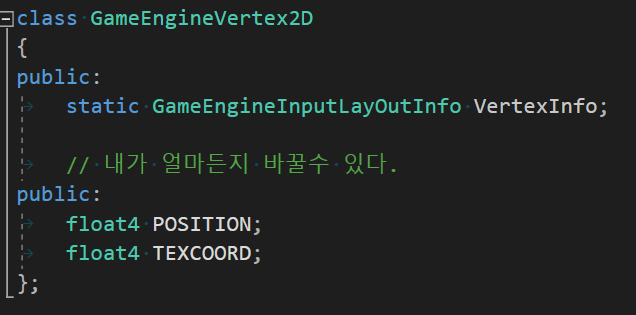 class GameEngineVertex2D
{
public:
static GameEngineInputLayOutInfo VertexInfo;
// 내가 얼마든지 바꿀수 있다.
public:
float4 POSITION;
float4 TEXCOORD;
};